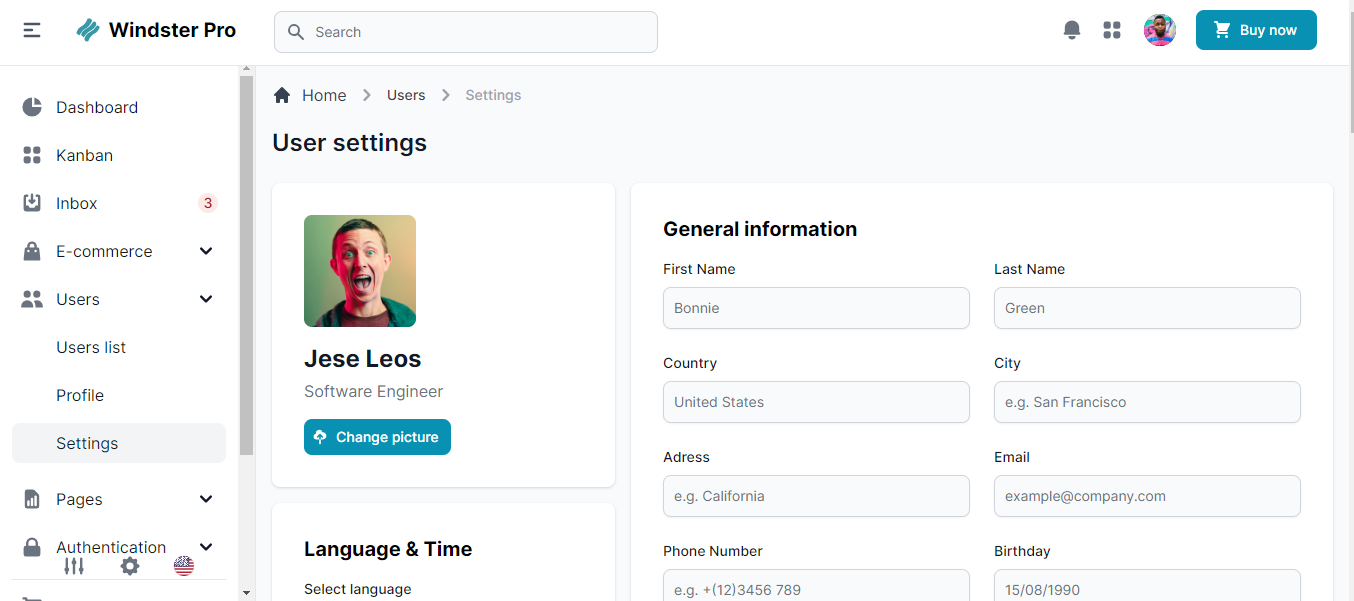 Windster Pro
Search
Buy now
Dashboard
Kanban
Inbox 3
E-commerce
Users
Users list
Profile
Settings
Pages
Authentication
Home Users Settings
User settings
Jese Leos
Software Engineer
Change picture
Language & Time
Select language
General information
First Name
Bonnie
Last Name
Green
Country
United States
City
e.g. San Francisco
Adress
e.g. California
Email
example@company.com
Phone Number
e.g. +(12)3456 789
Birthday
15/08/1990